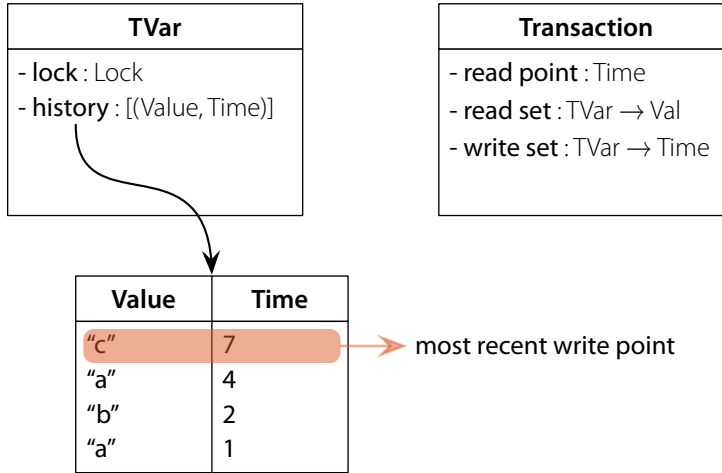 TVar
- lock : Lock
- history : [(Value, Time)]
Transaction
- read point : Time
- read set : TVar → Val
- write set : TVar → Time
Value Time
“c” 7
most recent write point
“a” 4
“b” 2
“a” 1